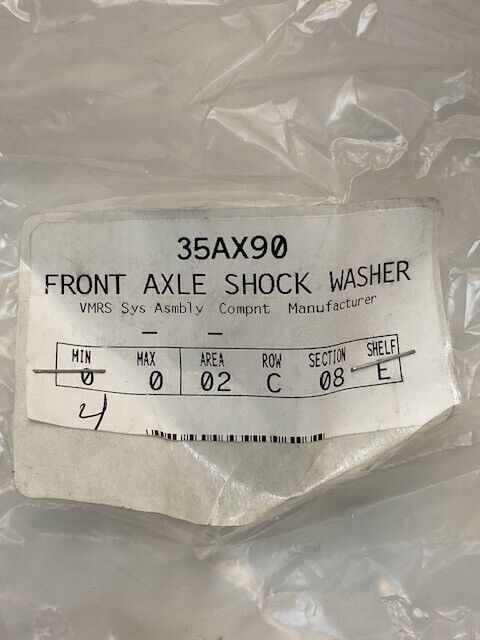 35AX90
FRONT AXLE SHOCK WASHER
VMRS Sys Asmbly Compnt Manufacturer
— —
MIN MAX AREA ROW SECTION SHELF
0 0 02 C 08 E
4